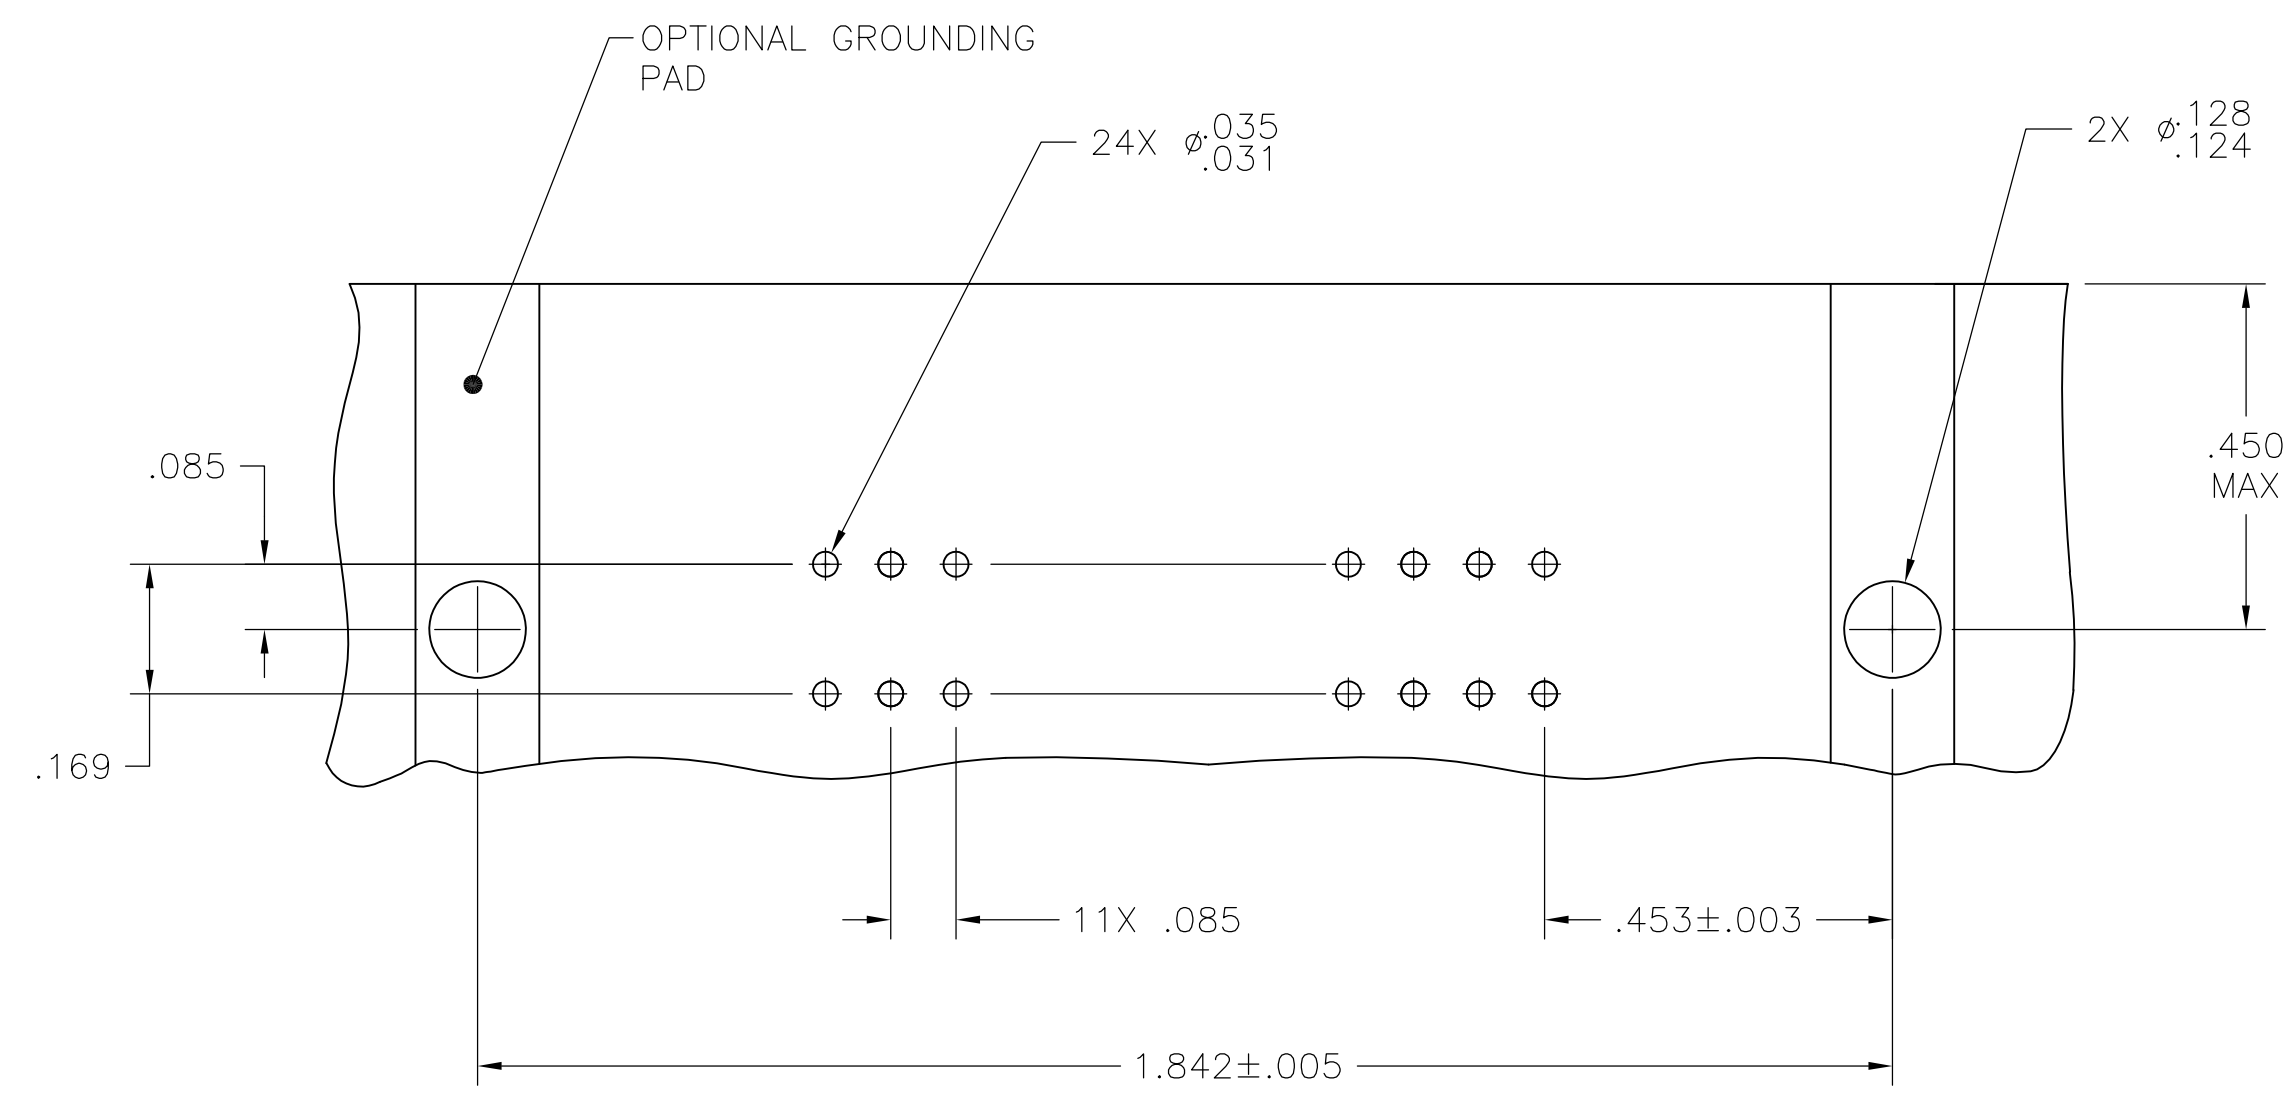 OPTIONAL GROUNDING
PAD
24X ⌀.035
.031
2X ⌀.128
.124
.450
MAX
.085
.169
11X .085
.453±.003
1.842±.005